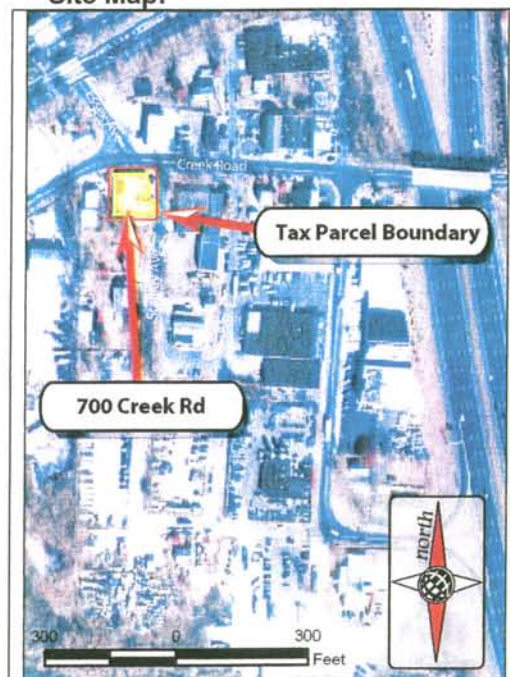 Site Map:
Creek Road
Tax Parcel Boundary
700 Creek Rd
north
300 0 300
Feet